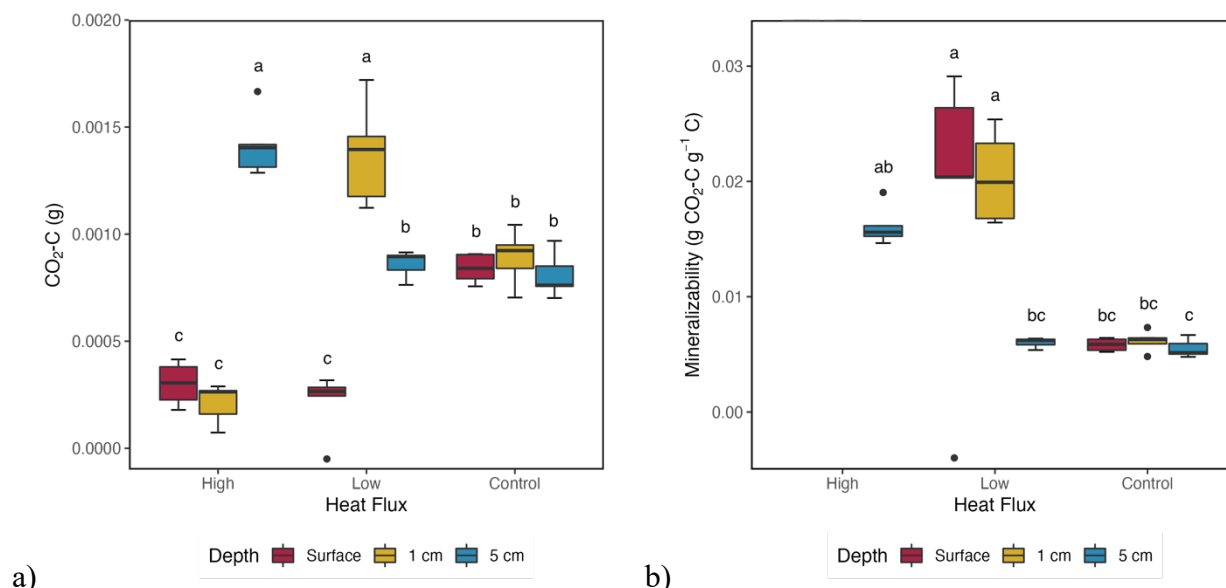 0.0020
0.0015
0.0010
0.0005
0.0000
CO₂-C (g)
a
a
b
b
b
b
c
c
c
High
Low
Control
Heat Flux
Depth Surface 1 cm 5 cm
a)
0.03
0.02
0.01
0.00
Mineralizability (g CO₂-C g⁻¹ C)
a
a
ab
bc
bc
bc
c
High
Low
Control
Heat Flux
Depth Surface 1 cm 5 cm
b)